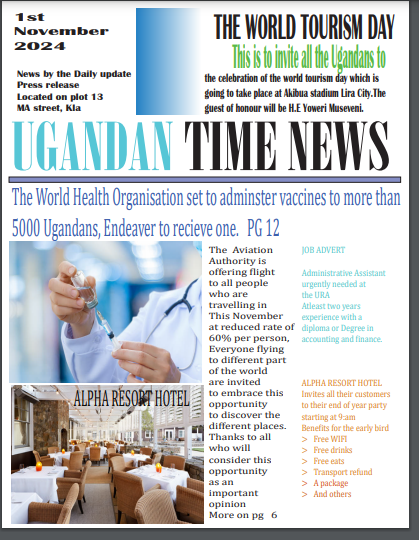 1st
November
2024
News by the Daily update
Press release
Located on plot 13
MA street, Kla
THE WORLD TOURISM DAY
This is to invite all the Ugandans to
the celebration of the world tourism day which is
going to take place at Akibua stadium Lira City.The
guest of honour will be H.E Yoweri Museveni.
UGANDAN TIME NEWS
The World Health Organisation set to adminster vaccines to more than
5000 Ugandans, Endeaver to recieve one. PG 12
The Aviation
Authority is
offering flight
to all people
who are
travelling in
This November
at reduced rate of
60% per person,
Everyone flying
to different part
of the world
are invited
to embrace this
opportunity
to discover the
different places.
Thanks to all
who will
consider this
opportunity
as an
important
opinion
More on pg 6
JOB ADVERT
Administrative Assistant
urgently needed at
the URA
Atleast two years
experience with a
diploma or Degree in
accounting and finance.
ALPHA RESORT HOTEL
ALPHA RESORT HOTEL
Invites all their customers
to their end of year party
starting at 9:am
Benefits for the early bird
> Free WIFI
> Free drinks
> Free eats
> Transport refund
> A package
> And others